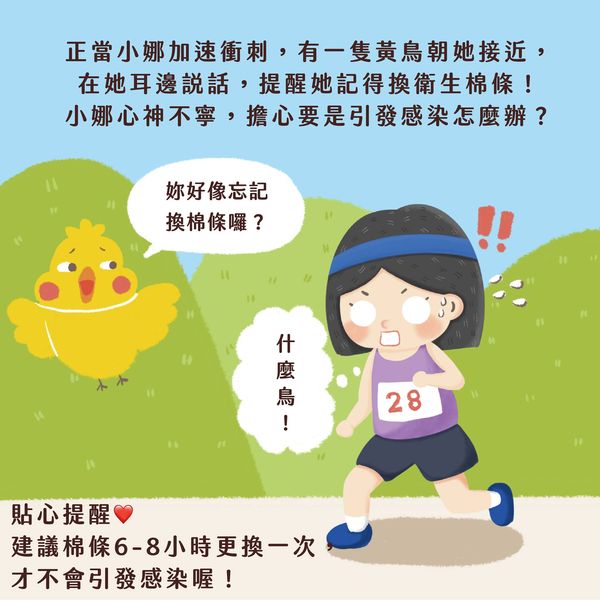 正當小娜加速衝刺，有一隻黃鳥朝她接近，
在她耳邊說話，提醒她記得換衛生棉條！
小娜心神不寧，擔心要是引發感染怎麼辦？
妳好像忘記
換棉條囉？
什麼鳥！
28
貼心提醒❤️
建議棉條6-8小時更換一次，
才不會引發感染喔！